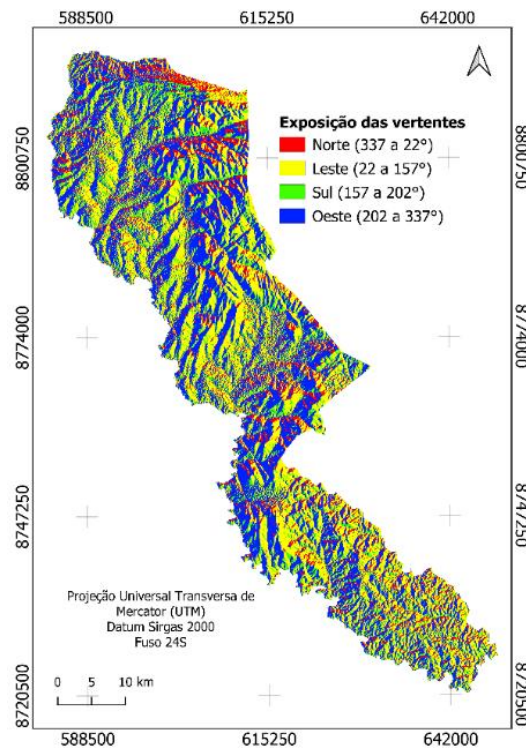 588500 615250 642000
Exposição das vertentes
Norte (337 a 22°)
Leste (22 a 157°)
Sul (157 a 202°)
Oeste (202 a 337°)
8800750
8800750
8774000
8774000
8747250
8747250
Projeção Universal Transversa de
Mercator (UTM)
Datum Sirgas 2000
Fuso 24S
0 5 10 km
8720500
8720500
588500 615250 642000